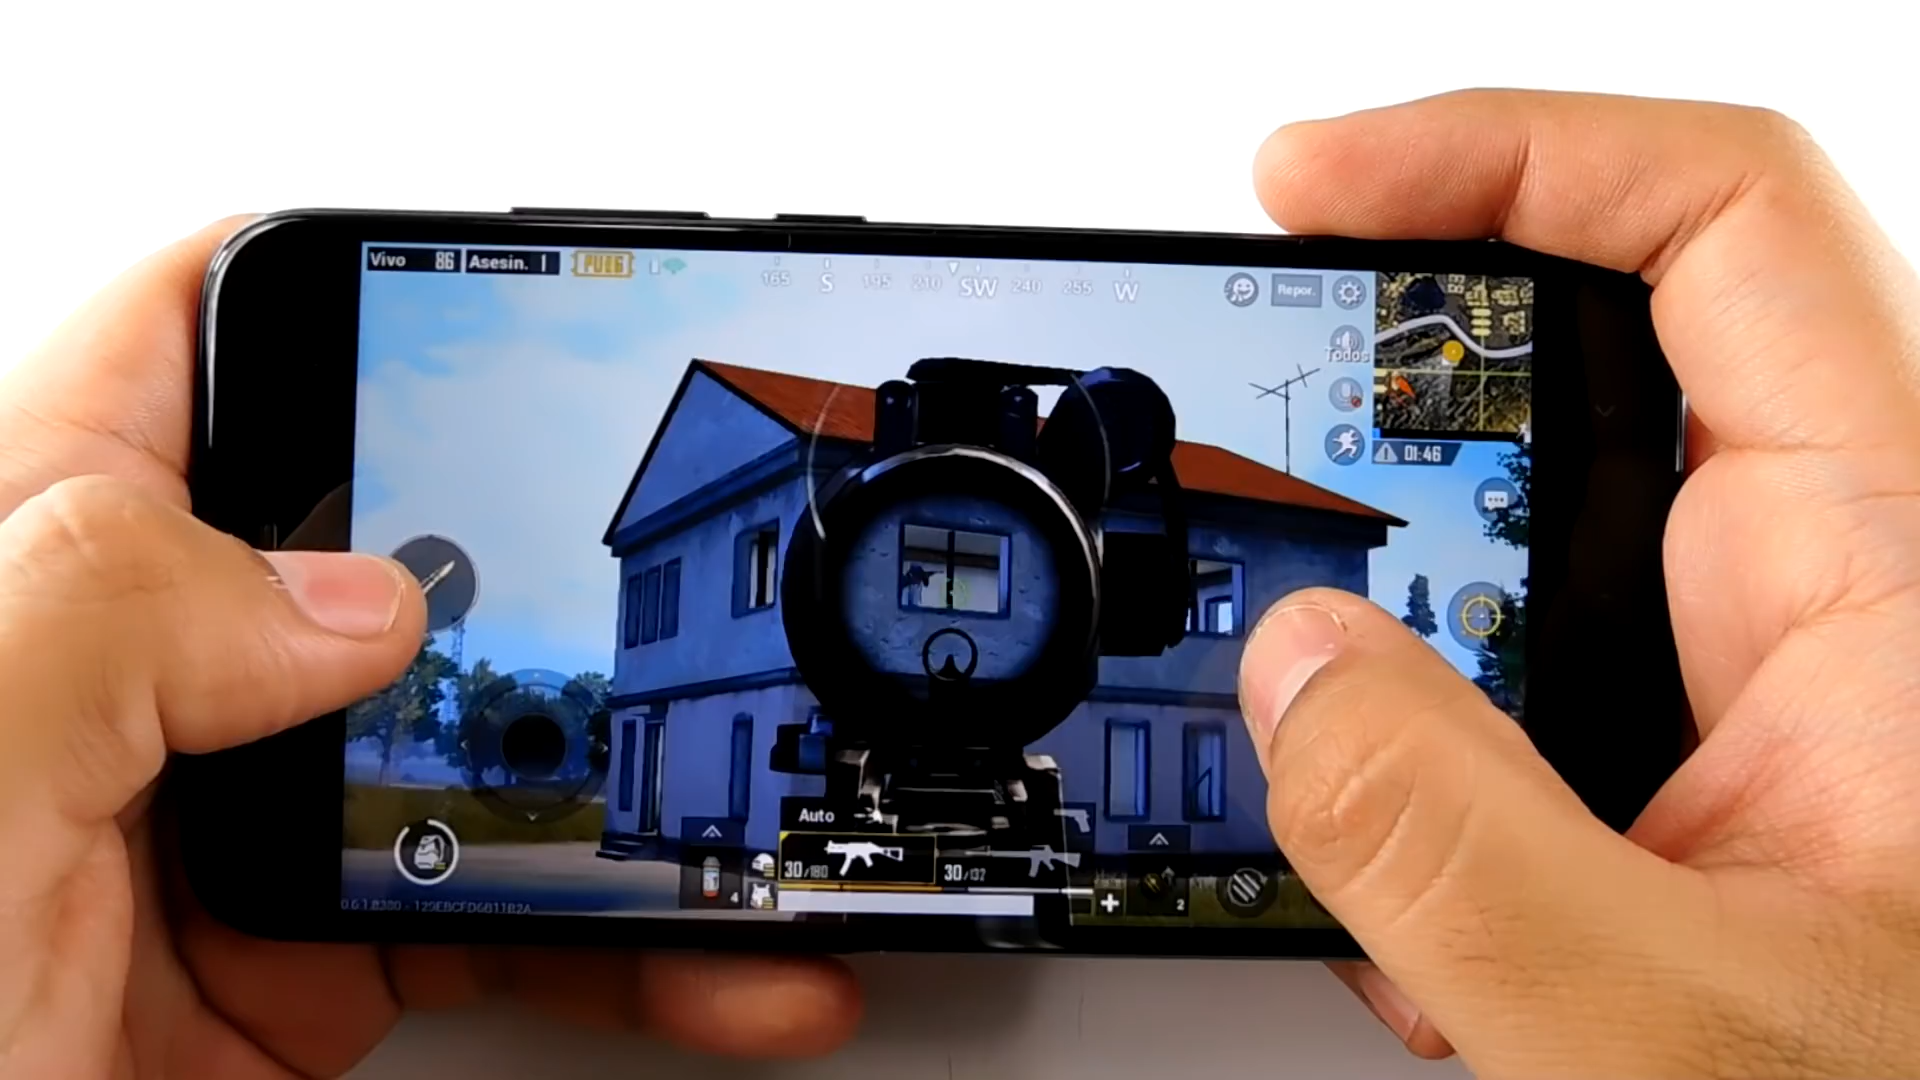 Vivo 86 Asesin. 1 PUBG
165 S 195 210 SW 240 255 W
Repor.
Todos
01:46
Auto
30/180
30/132
4
2